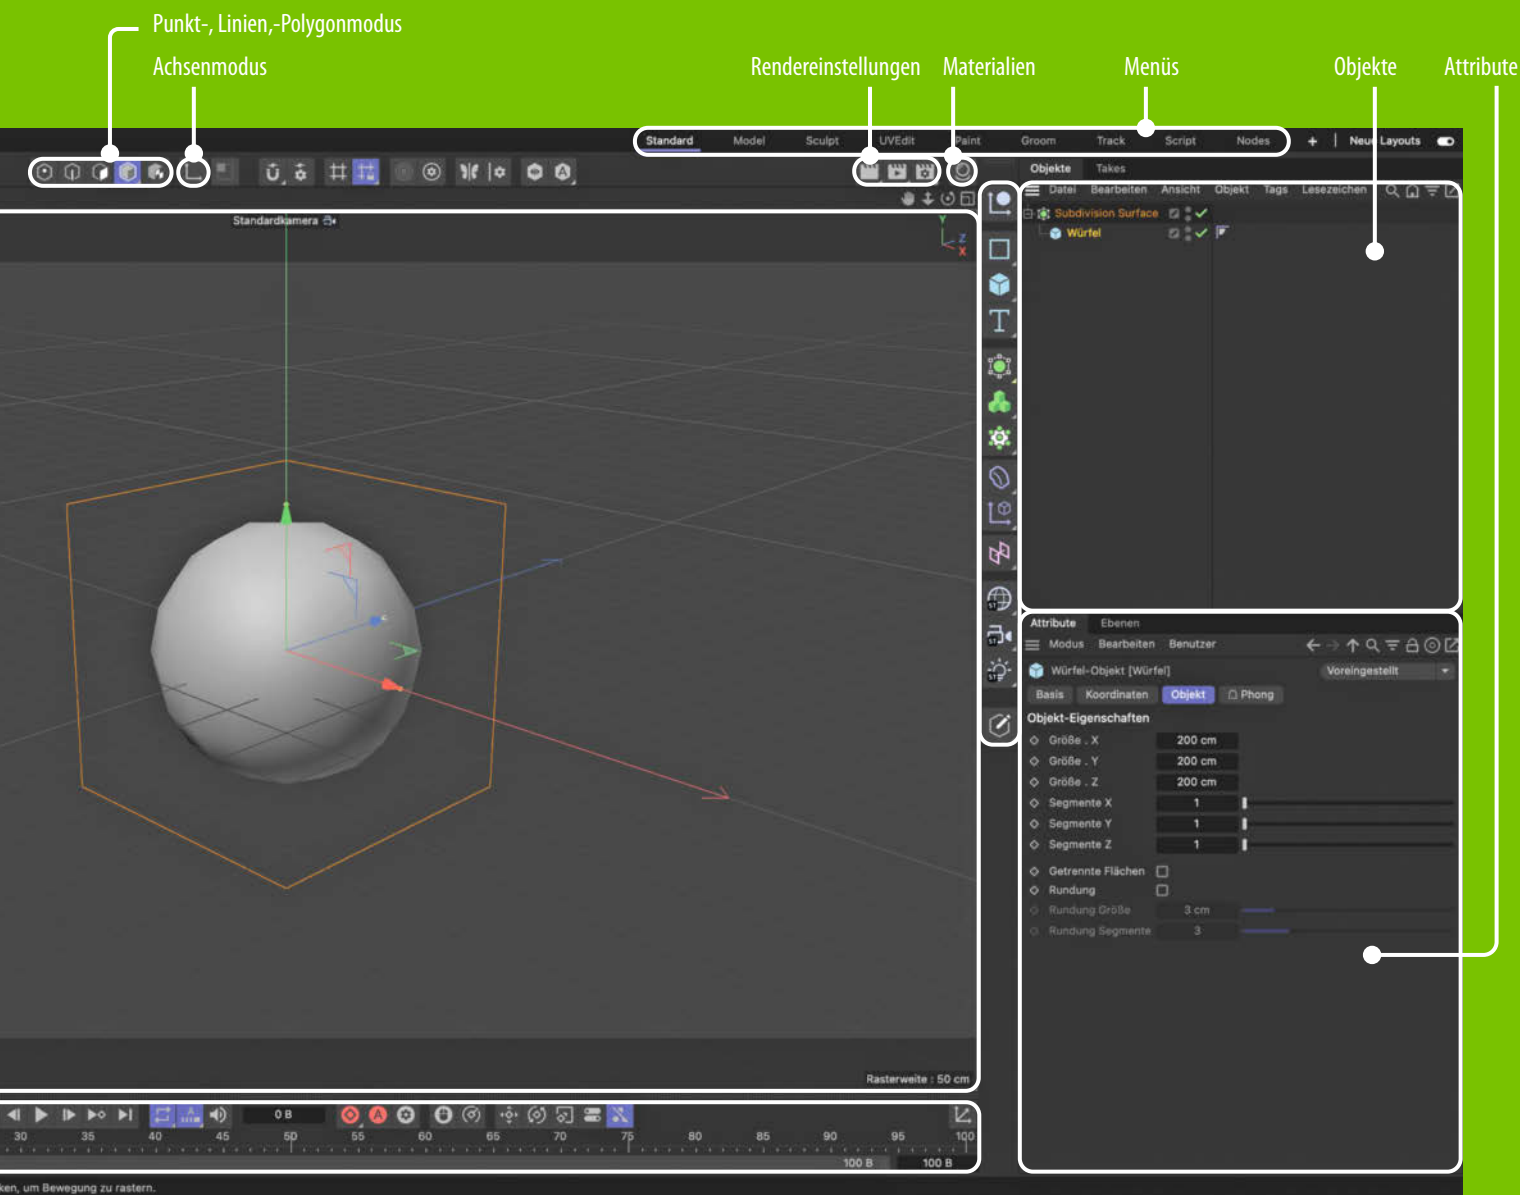 Punkt-, Linien,-Polygonmodus
Achsenmodus
Rendereinstellungen
Materialien
Menüs
Objekte
Attribute
Standard Model Sculpt UVEdit Paint Groom Track Script Nodes + Neue Layouts
Objekte Takes
Datei Bearbeiten Ansicht Objekt Tags Lesezeichen
Subdivision Surface
Würfel
Standardkamera
Y
Z
X
T
ST
ST
ST
Attribute Ebenen
Modus Bearbeiten Benutzer
Würfel-Objekt [Würfel]
Voreingestellt
Basis Koordinaten Objekt Phong
Objekt-Eigenschaften
Größe . X 200 cm
Größe . Y 200 cm
Größe . Z 200 cm
Segmente X 1
Segmente Y 1
Segmente Z 1
Getrennte Flächen
Rundung
Rundung Größe 3 cm
Rundung Segmente 3
Rasterweite : 50 cm
0 B
30 35 40 45 50 55 60 65 70 75 80 85 90 95 100
100 B 100 B
ken, um Bewegung zu rastern.